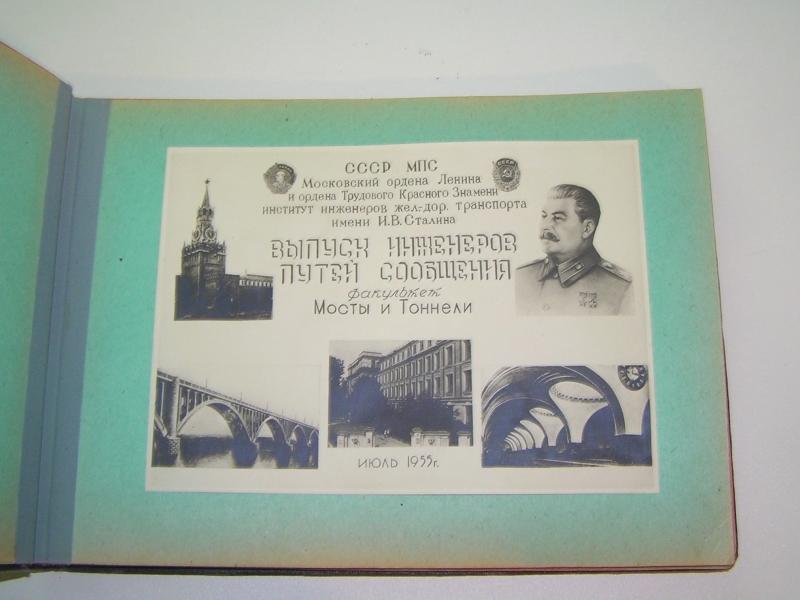 СССР МПС
Московский ордена Ленина
и ордена Трудового Красного Знамени
институт инженеров жел-дор. транспорта
имени И.В.Сталина
ВЫПУСК ИНЖЕНЕРОВ
ПУТЕЙ СООБЩЕНИЯ
факультет
Мосты и Тоннели
ИЮЛЬ 1955г.